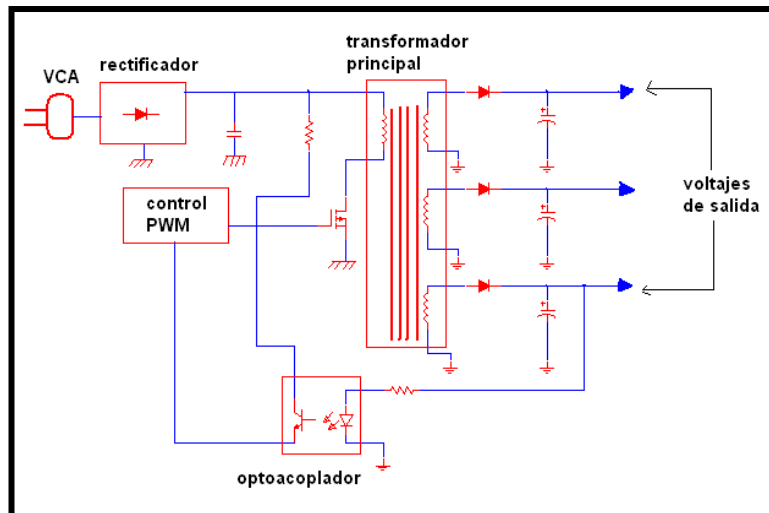 VCA
rectificador
transformador
principal
control
PWM
voltajes
de salida
optoacoplador